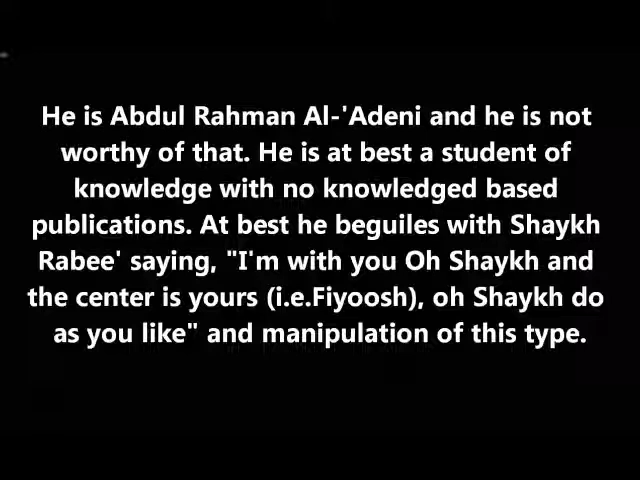 He is Abdul Rahman Al-'Adeni and he is not
worthy of that. He is at best a student of
knowledge with no knowledged based
publications. At best he beguiles with Shaykh
Rabee' saying, "I'm with you Oh Shaykh and
the center is yours (i.e.Fiyoosh), oh Shaykh do
as you like" and manipulation of this type.